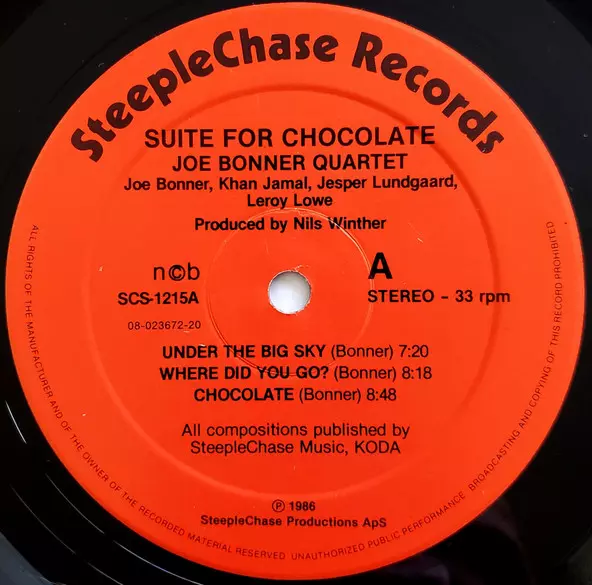 SteepleChase Records
SUITE FOR CHOCOLATE
JOE BONNER QUARTET
Joe Bonner, Khan Jamal, Jesper Lundgaard,
Leroy Lowe
Produced by Nils Winther
n©b
A
SCS-1215A
STEREO - 33 rpm
08-023672-20
UNDER THE BIG SKY (Bonner) 7:20
WHERE DID YOU GO? (Bonner) 8:18
CHOCOLATE (Bonner) 8:48
All compositions published by
SteepleChase Music, KODA
℗ 1986
SteepleChase Productions ApS
ALL RIGHTS OF THE MANUFACTURER AND OF THE OWNER OF THE RECORDED MATERIAL RESERVED UNAUTHORIZED PUBLIC PERFORMANCE BROADCASTING AND COPYING OF THIS RECORD PROHIBITED